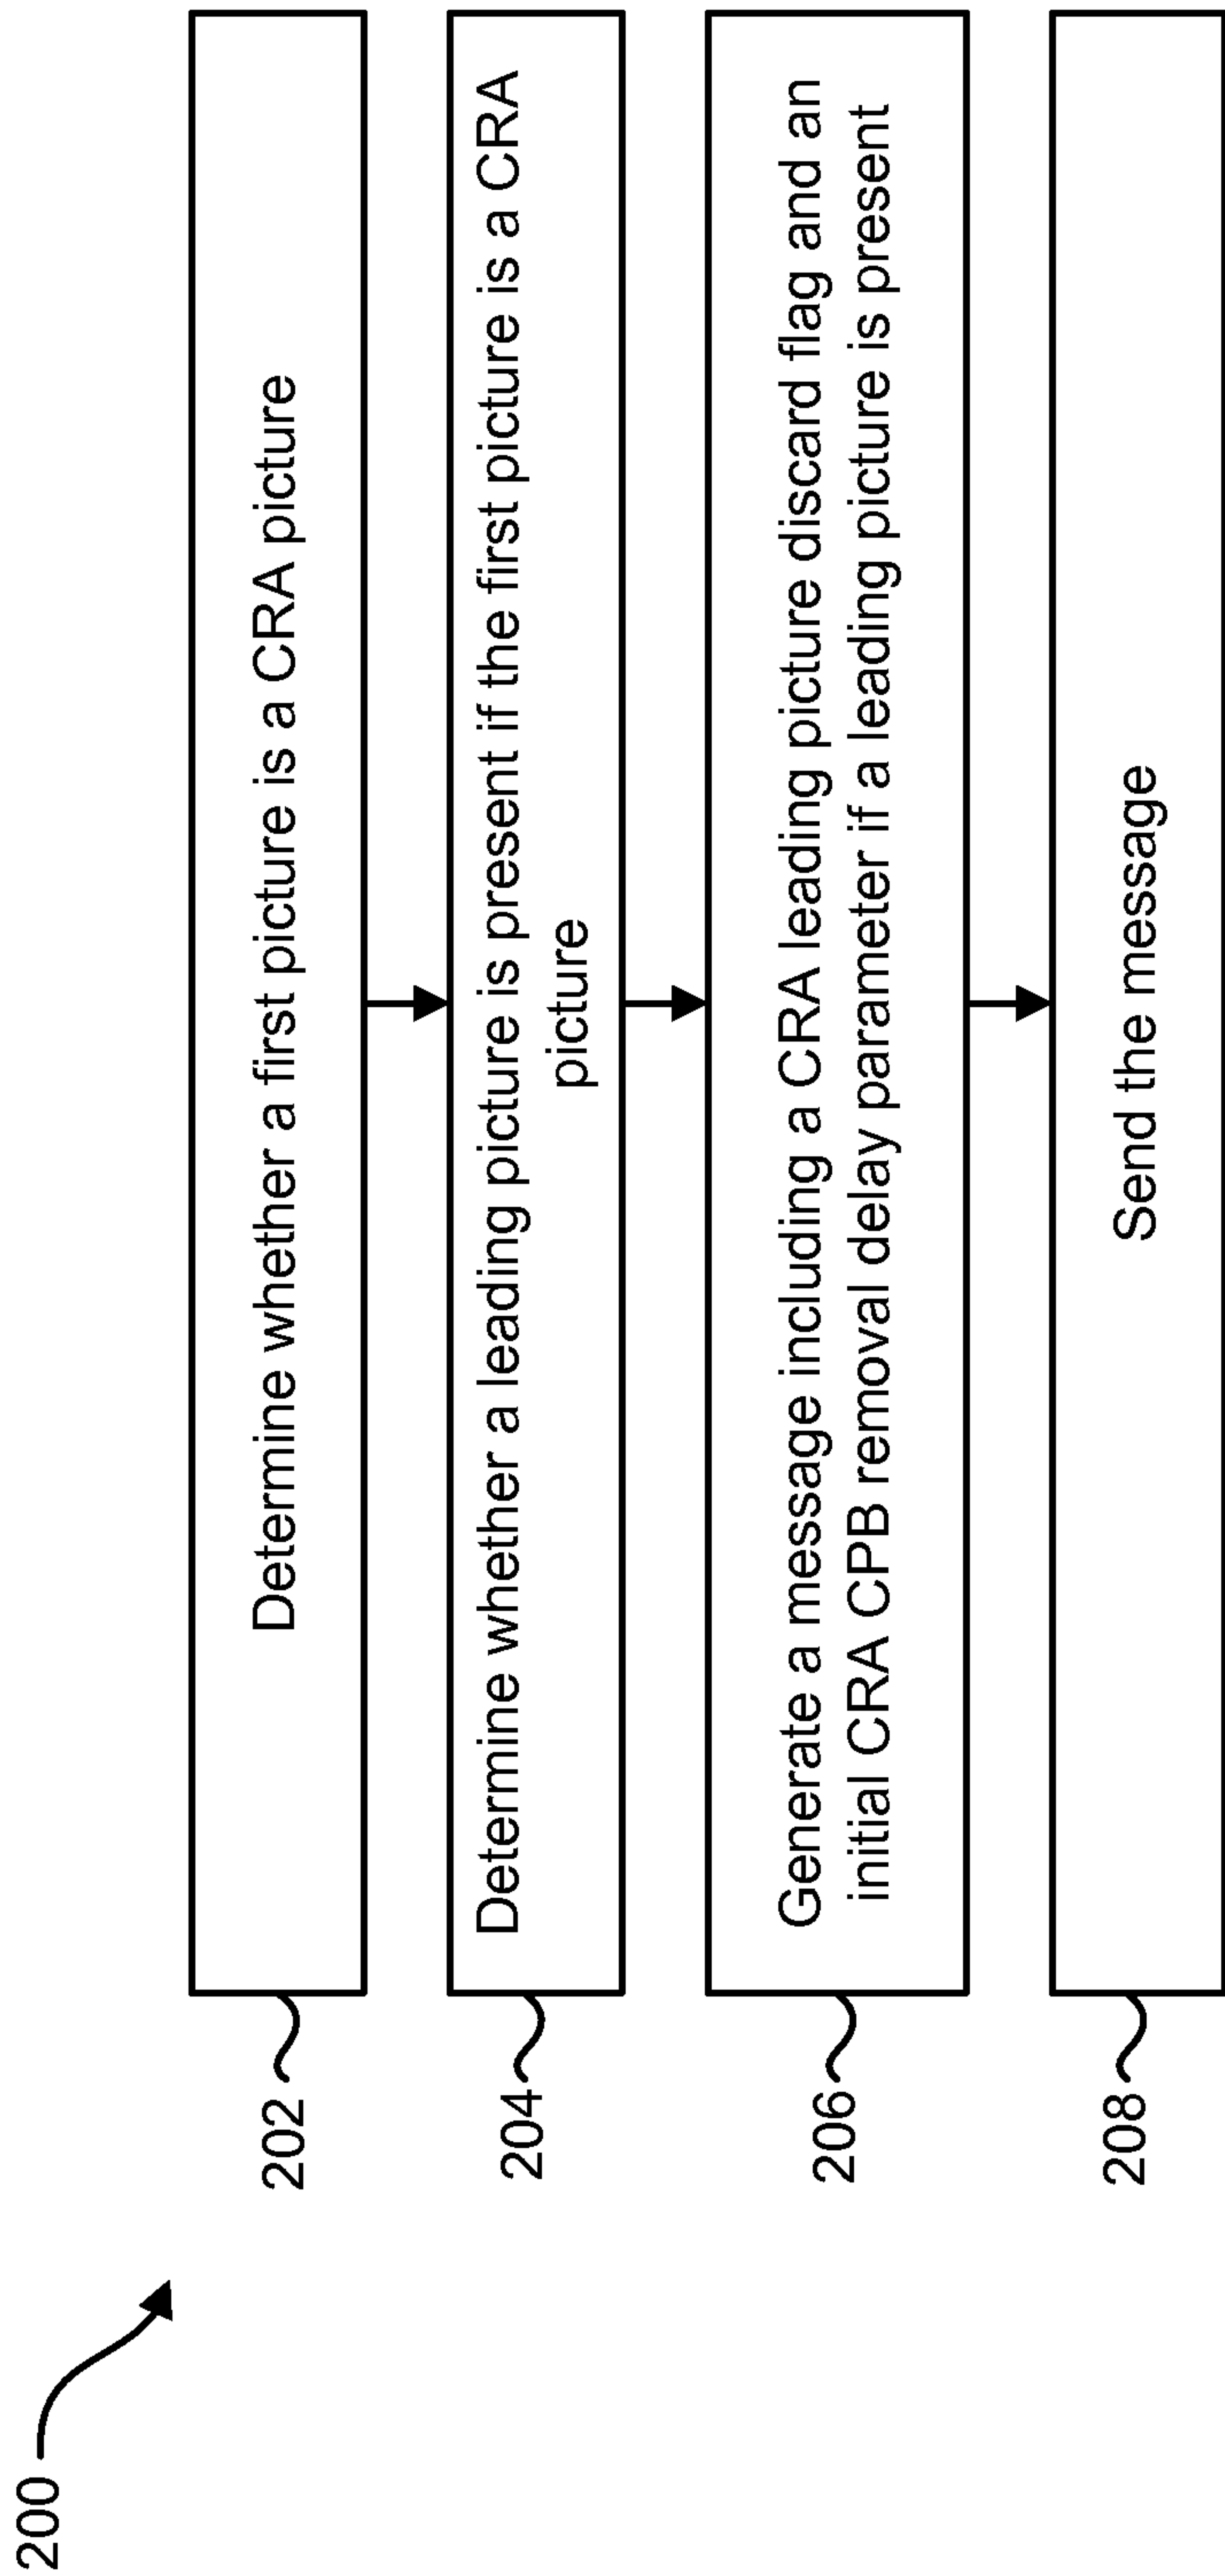 200
202
Determine whether a first picture is a CRA picture
204
Determine whether a leading picture is present if the first picture is a CRA
picture
206
Generate a message including a CRA leading picture discard flag and an
initial CRA CPB removal delay parameter if a leading picture is present
208
Send the message